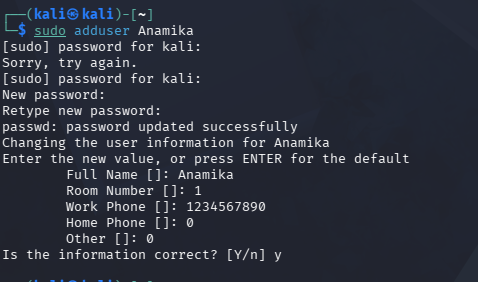 ┌──(kali㉿kali)-[~]
└─$ sudo adduser Anamika
[sudo] password for kali:
Sorry, try again.
[sudo] password for kali:
New password:
Retype new password:
passwd: password updated successfully
Changing the user information for Anamika
Enter the new value, or press ENTER for the default
        Full Name []: Anamika
        Room Number []: 1
        Work Phone []: 1234567890
        Home Phone []: 0
        Other []: 0
Is the information correct? [Y/n] y